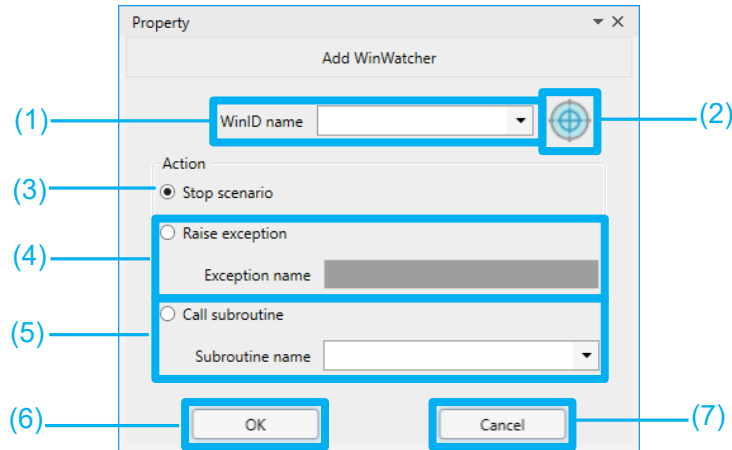 Property
Add WinWatcher
(1) WinID name (2)
Action
(3) Stop scenario
Raise exception
(4)
Exception name
Call subroutine
(5)
Subroutine name
(6) OK Cancel (7)